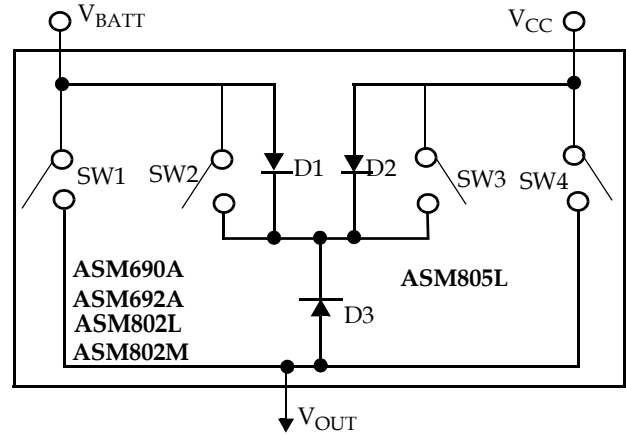 VBATT
VCC
SW1
SW2
D1
D2
SW3
SW4
ASM690A
ASM692A
ASM802L
ASM802M
ASM805L
D3
VOUT